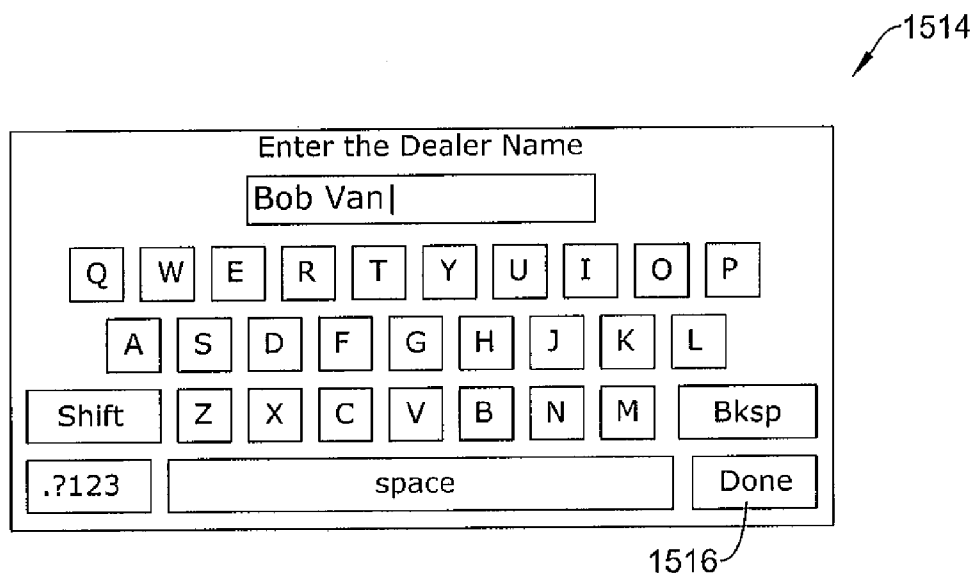 1514
Enter the Dealer Name
Bob Van|
Q W E R T Y U I O P
A S D F G H J K L
Shift Z X C V B N M Bksp
.?123 space Done
1516